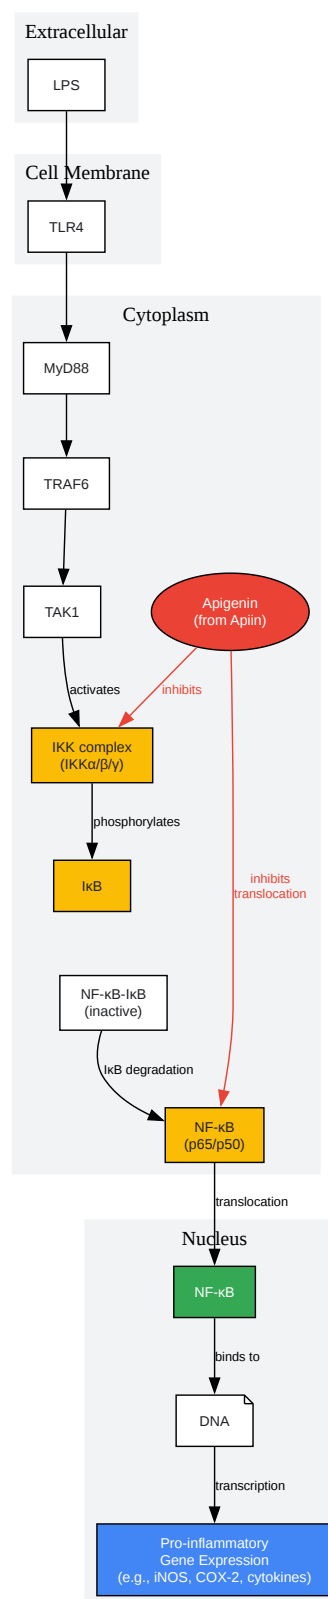 Extracellular
LPS
Cell Membrane
TLR4
Cytoplasm
MyD88
TRAF6
TAK1
Apigenin
(from Apiin)
activates
inhibits
IKK complex
(IKKα/β/γ)
phosphorylates
IκB
inhibits
translocation
NF-κB-IκB
(inactive)
IκB degradation
NF-κB
(p65/p50)
translocation
Nucleus
NF-κB
binds to
DNA
transcription
Pro-inflammatory
Gene Expression
(e.g., iNOS, COX-2, cytokines)